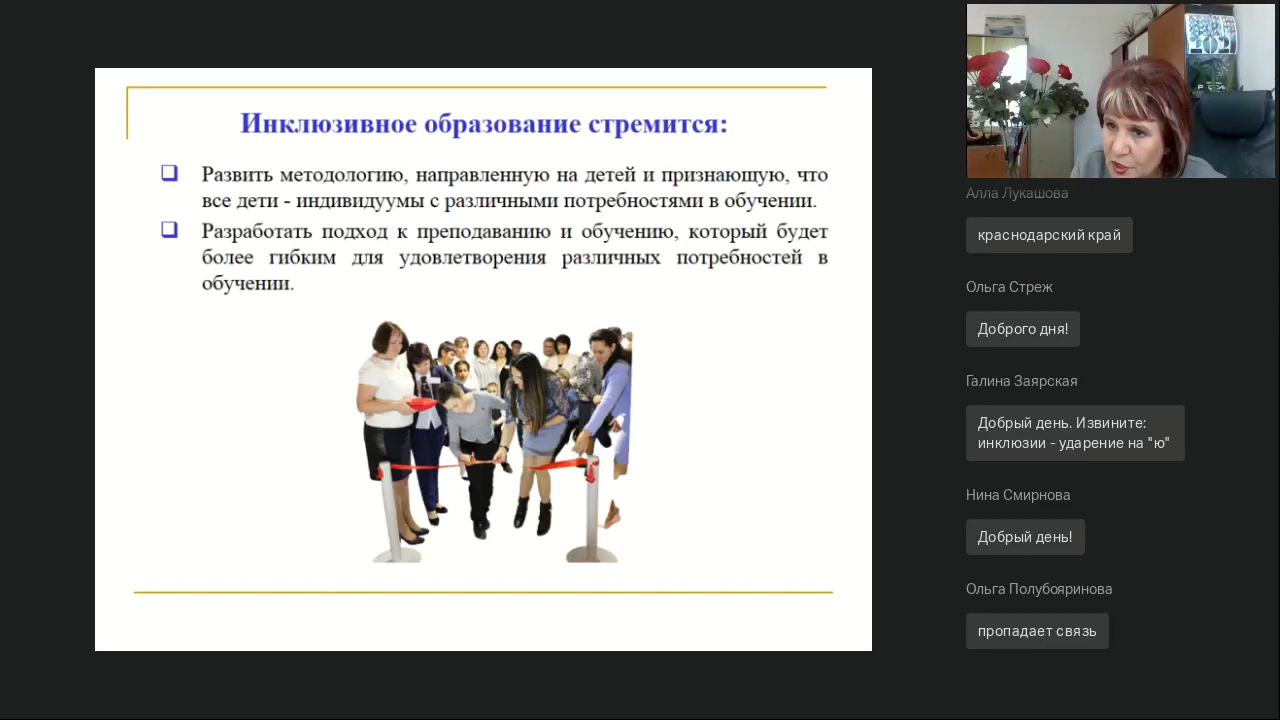 Инклюзивное образование стремится:
Развить методологию, направленную на детей и признающую, что
все дети - индивидуумы с различными потребностями в обучении.
Разработать подход к преподаванию и обучению, который будет
более гибким для удовлетворения различных потребностей в
обучении.
Алла Лукашова
краснодарский край
Ольга Стреж
Доброго дня!
Галина Заярская
Добрый день. Извините:
инклюзии - ударение на "ю"
Нина Смирнова
Добрый день!
Ольга Полубояринова
пропадает связь